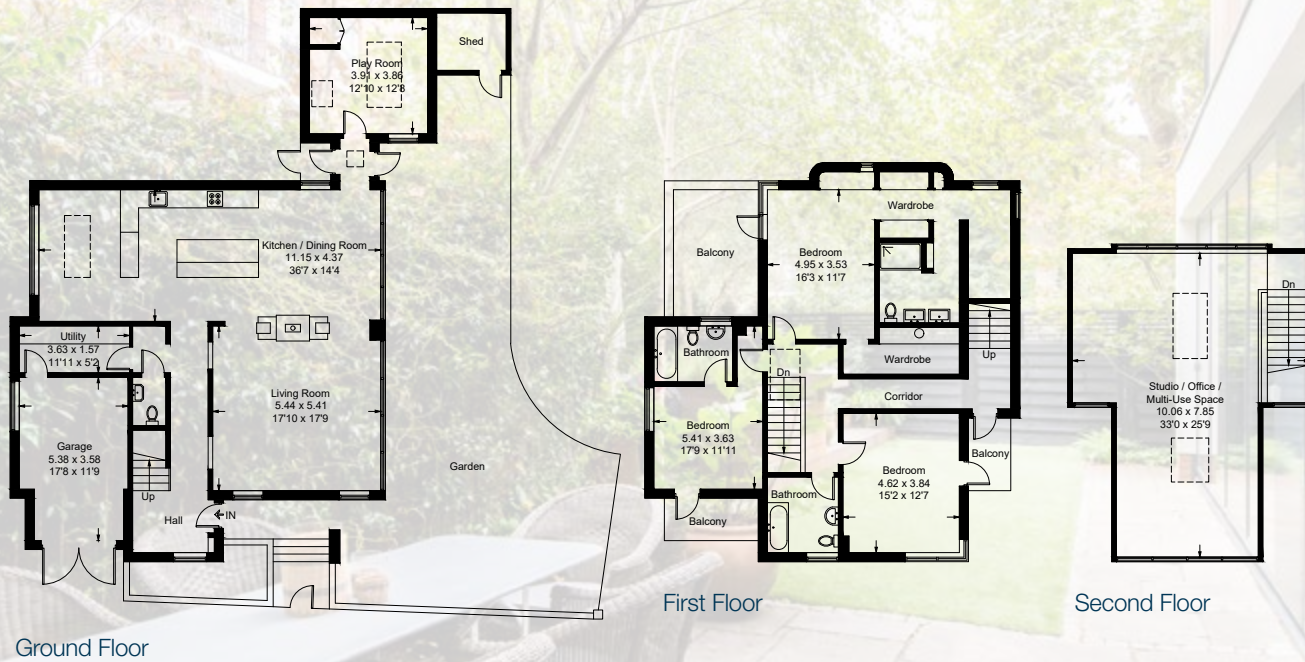 Shed
Play Room
3.91 x 3.86
12'10 x 12'8
Kitchen / Dining Room
11.15 x 4.37
36'7 x 14'4
Utility
3.63 x 1.57
11'11 x 5'2
Living Room
5.44 x 5.41
17'10 x 17'9
Garage
5.38 x 3.58
17'8 x 11'9
Up
Hall
IN
Garden
Ground Floor
Wardrobe
Balcony
Bedroom
4.95 x 3.53
16'3 x 11'7
Bathroom
Wardrobe
Up
Dn
Corridor
Bedroom
5.41 x 3.63
17'9 x 11'11
Balcony
Bedroom
4.62 x 3.84
15'2 x 12'7
Bathroom
Balcony
First Floor
Dn
Studio / Office /
Multi-Use Space
10.06 x 7.85
33'0 x 25'9
Second Floor